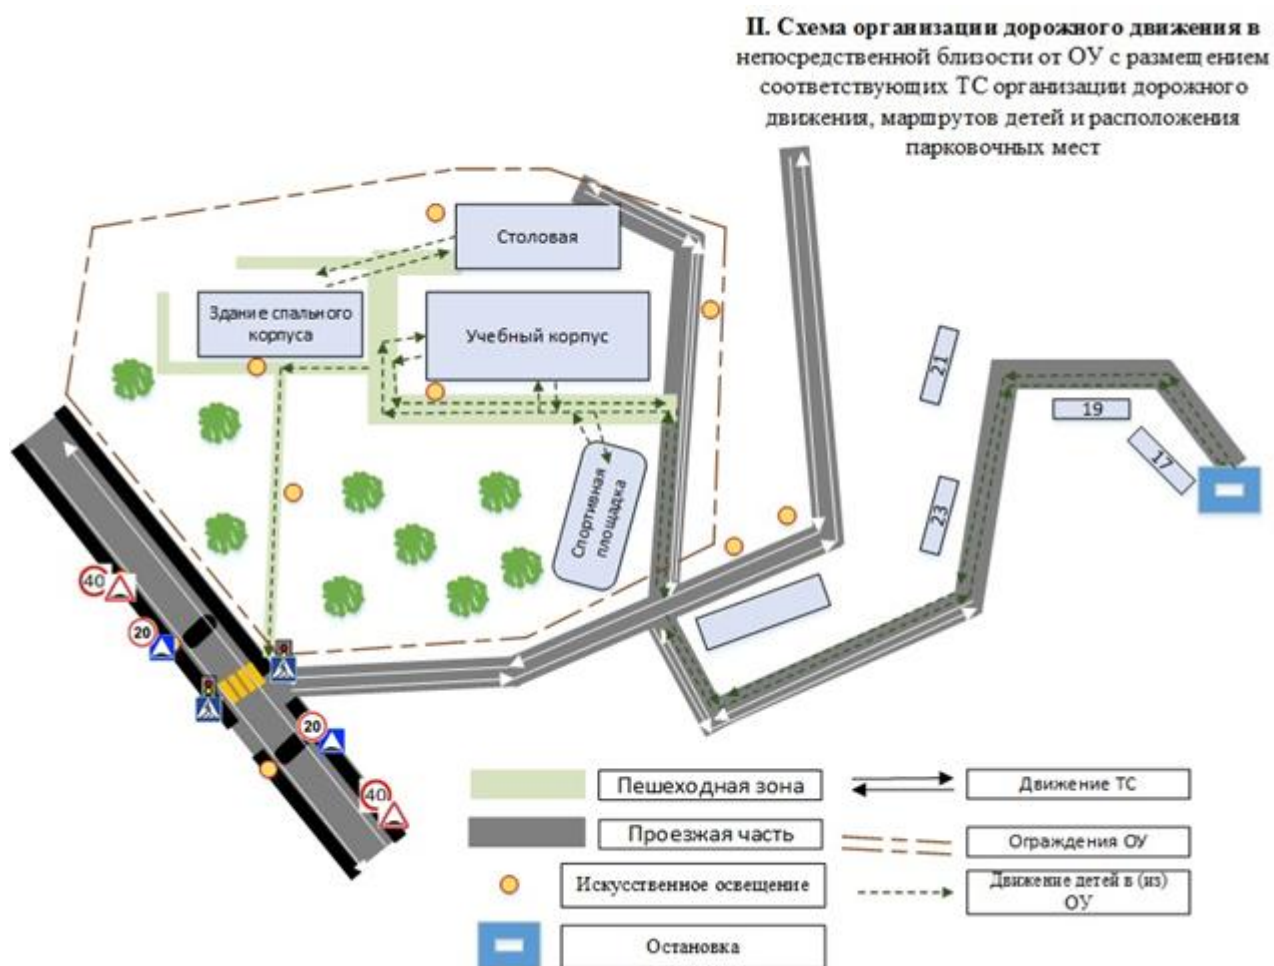 II. Схема организации дорожного движения в
непосредственной близости от ОУ с размещением
соответствующих ТС организации дорожного
движения, маршрутов детей и расположения
парковочных мест
Столовая
Здание спального
корпуса
Учебный корпус
21
19
17
23
Спортивная
площадка
40
20
20
40
Пешеходная зона
Движение ТС
Проезжая часть
Ограждения ОУ
Искусственное освещение
Движение детей в (из)
ОУ
Остановка